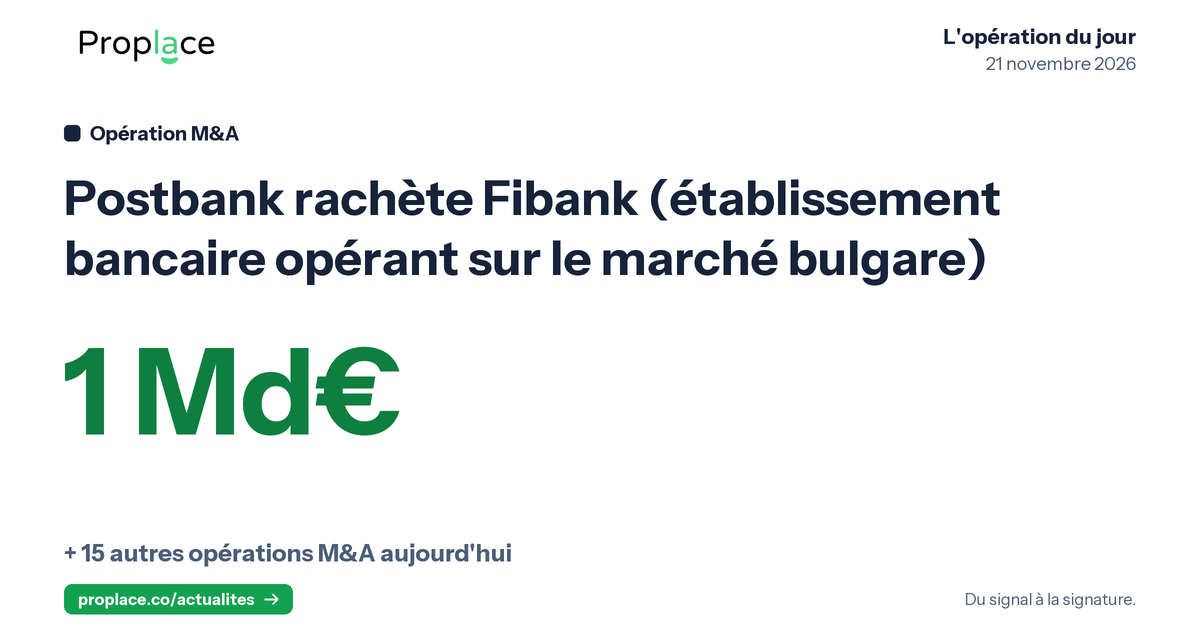 Proplace
L'opération du jour
21 novembre 2026
Opération M&A
Postbank rachète Fibank (établissement
bancaire opérant sur le marché bulgare)
1 Md€
+ 15 autres opérations M&A aujourd'hui
proplace.co/actualites →
Du signal à la signature.